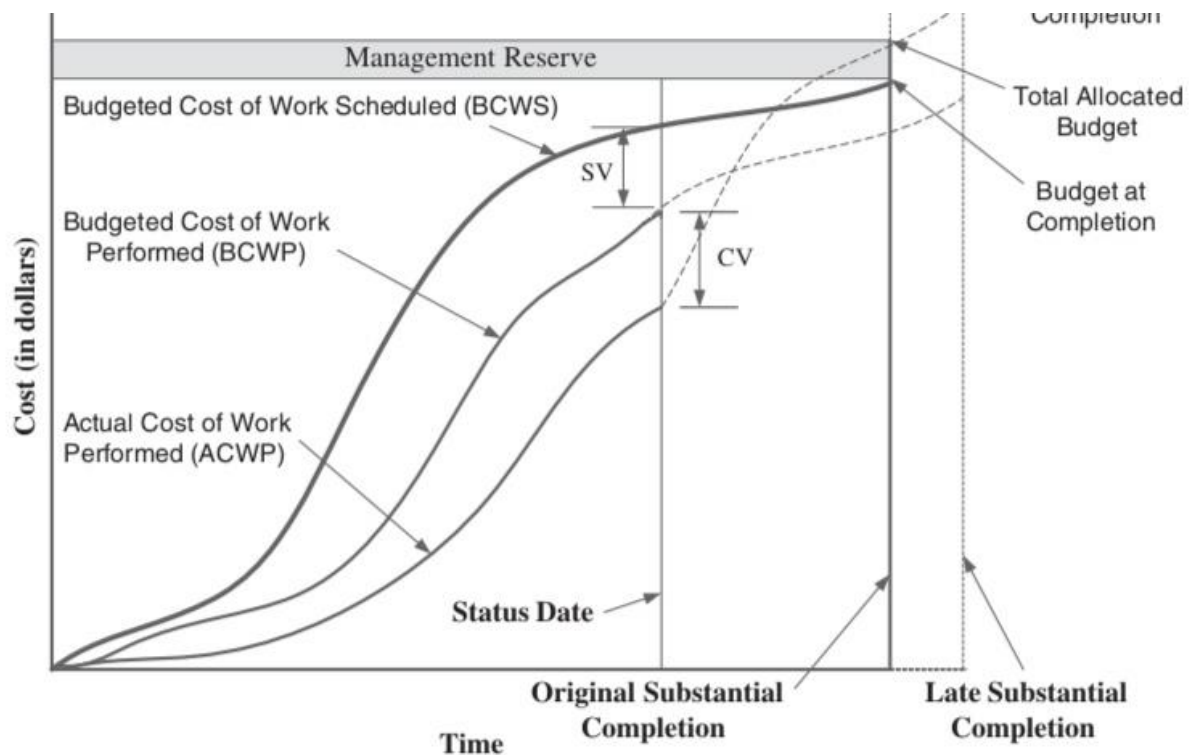 Completion
Management Reserve
Budgeted Cost of Work Scheduled (BCWS)
Total Allocated
Budget
SV
Budgeted Cost of Work
Performed (BCWP)
Budget at
Completion
CV
Cost (in dollars)
Actual Cost of Work
Performed (ACWP)
Status Date
Original Substantial
Completion
Late Substantial
Completion
Time